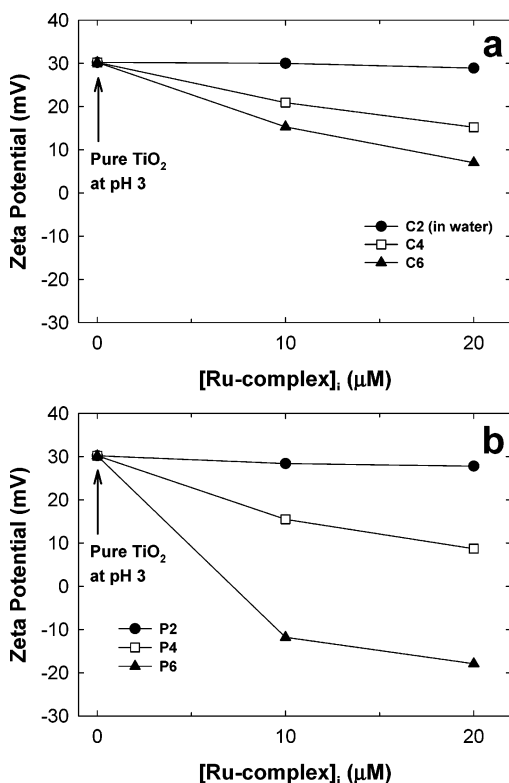 a
40
30
20
10
0
-10
-20
-30
Zeta Potential (mV)
Pure TiO2
at pH 3
C2 (in water)
C4
C6
0 10 20
[Ru-complex]i (μM)
b
40
30
20
10
0
-10
-20
-30
Zeta Potential (mV)
Pure TiO2
at pH 3
P2
P4
P6
0 10 20
[Ru-complex]i (μM)